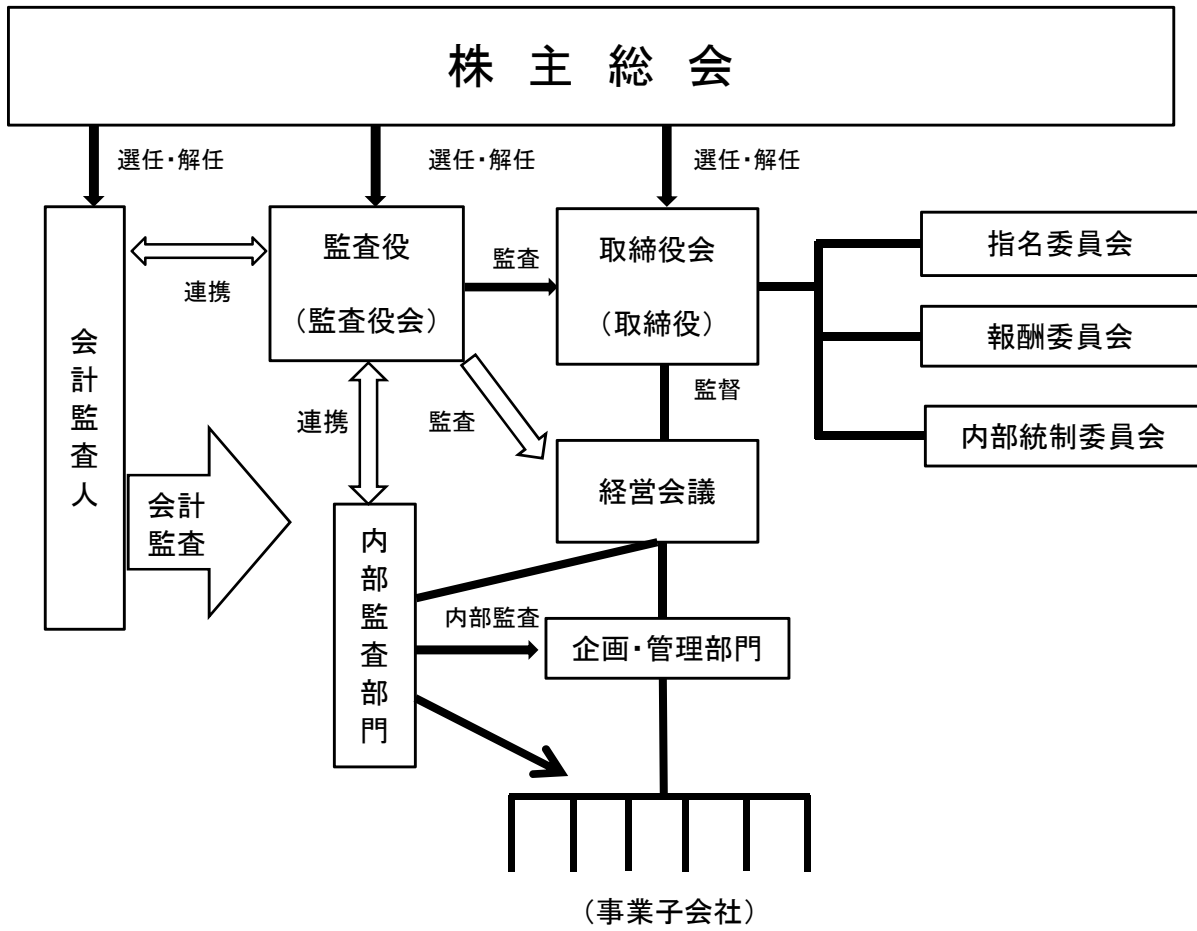 株 主 総 会
選任・解任
選任・解任
選任・解任
会計監査人
連携
監査役
（監査役会）
監査
取締役会
（取締役）
指名委員会
報酬委員会
内部統制委員会
監督
連携
監査
経営会議
会計
監査
内部監査部門
内部監査
企画・管理部門
（事業子会社）